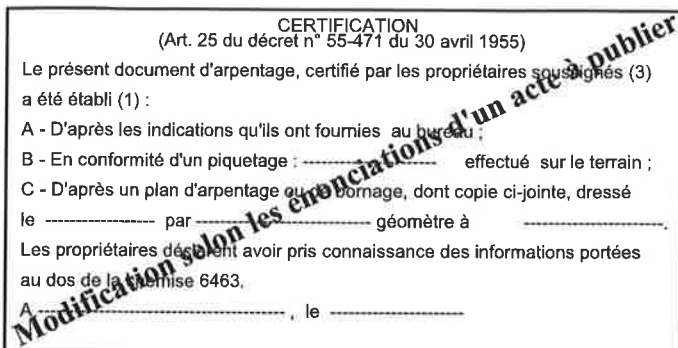 CERTIFICATION
(Art. 25 du décret n° 55-471 du 30 avril 1955)
Le présent document d'arpentage, certifié par les propriétaires soussignés (3)
a été établi (1) :
A - D'après les indications qu'ils ont fournies au bureau ;
B - En conformité d'un piquetage : -------------------- effectué sur le terrain ;
C - D'après un plan d'arpentage ou de bornage, dont copie ci-jointe, dressé
le ---------------- par -------------------------- géomètre à --------------------.
Les propriétaires déclarent avoir pris connaissance des informations portées
au dos de la chemise 6463.
A ------------------------------------, le -------------------
Modification selon les énonciations d'un acte à publier